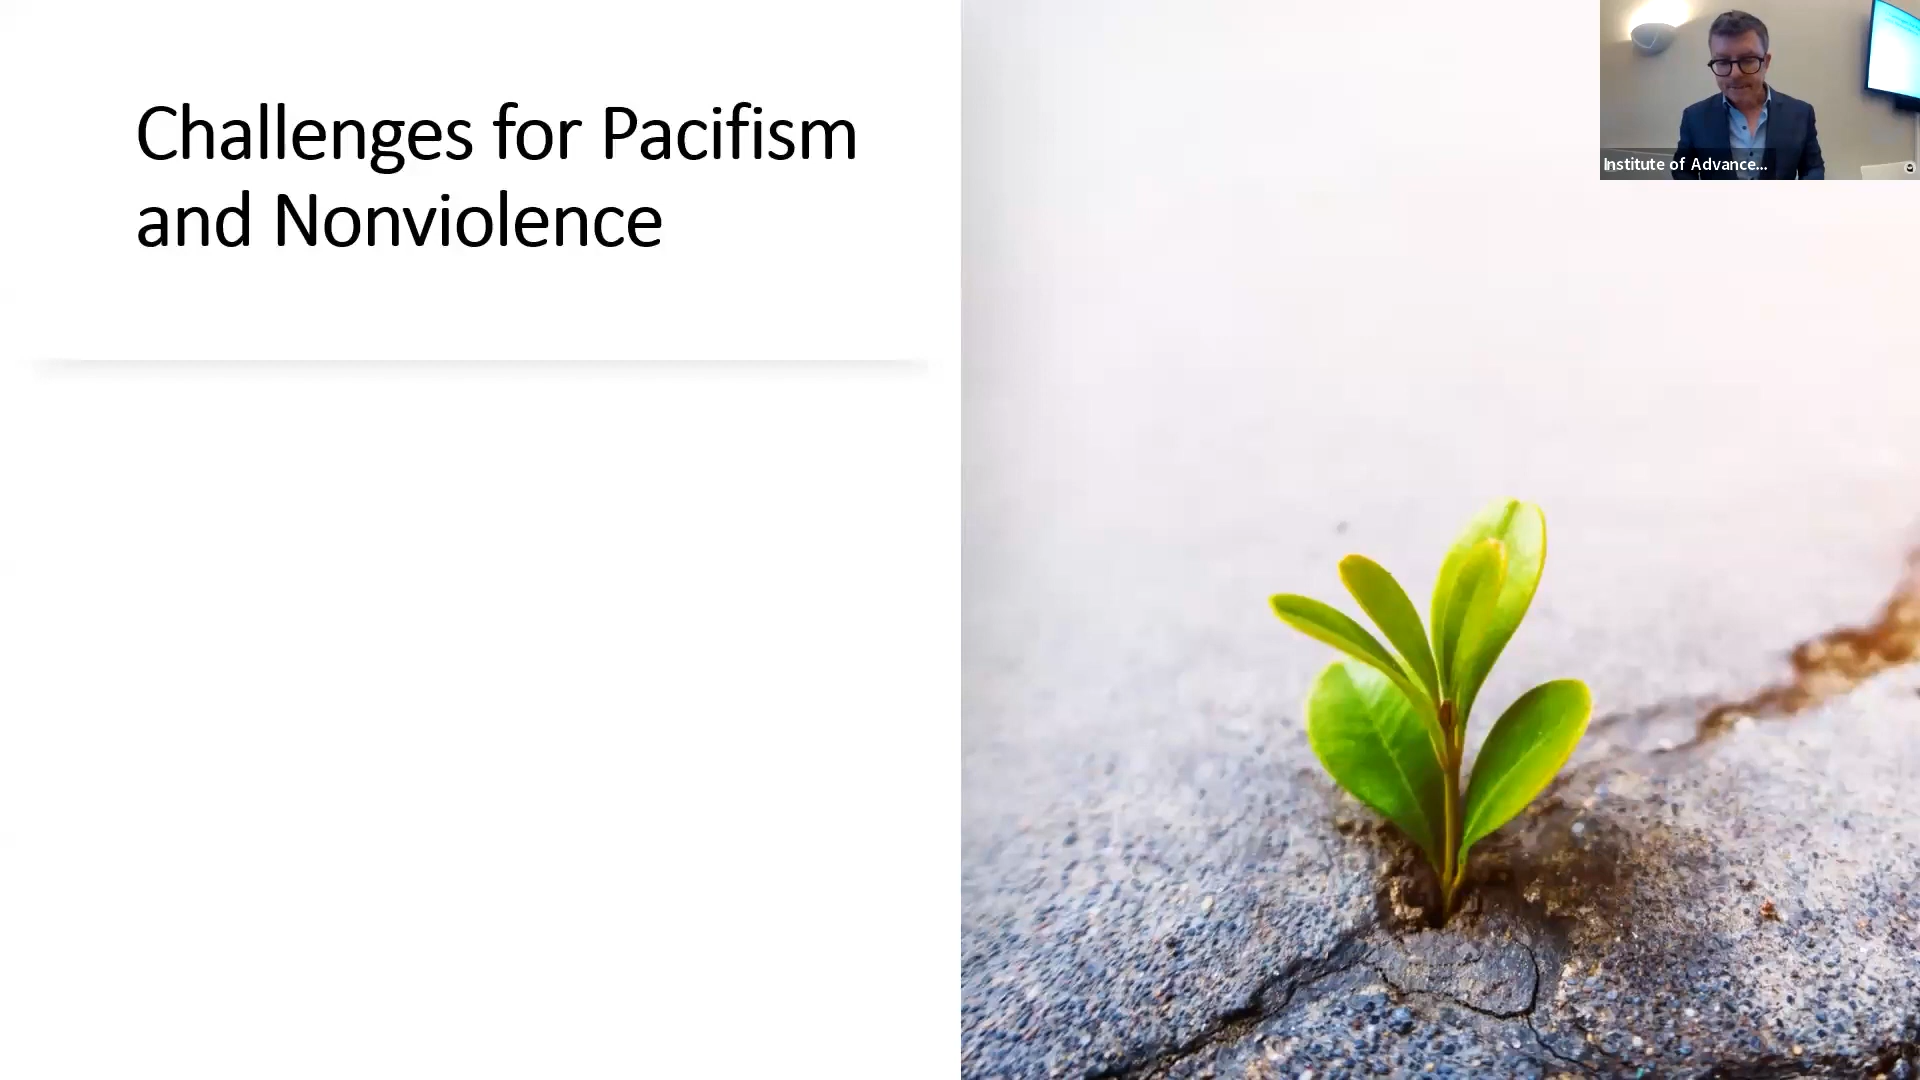 Challenges for Pacifism
and Nonviolence
Institute of Advance...